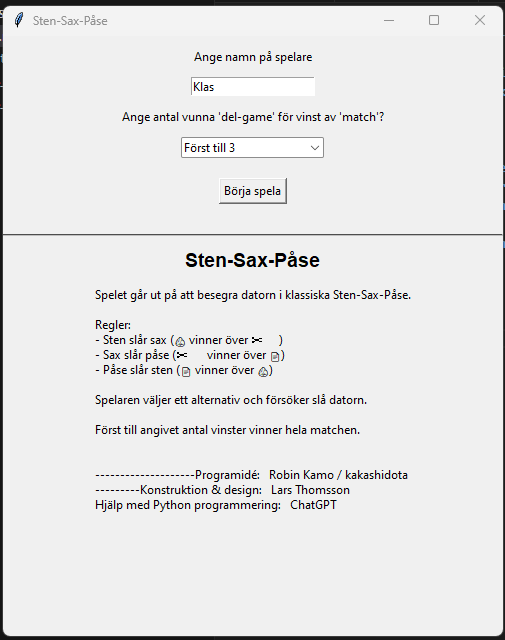 Sten-Sax-Påse
Ange namn på spelare
Klas
Ange antal vunna 'del-game' för vinst av 'match'?
Först till 3
Börja spela
Sten-Sax-Påse
Spelet går ut på att besegra datorn i klassiska Sten-Sax-Påse.
Regler:
- Sten slår sax (🪨 vinner över ✂ )
- Sax slår påse (✂ vinner över 📄)
- Påse slår sten (📄 vinner över 🪨)
Spelaren väljer ett alternativ och försöker slå datorn.
Först till angivet antal vinster vinner hela matchen.
--------------------Programidé: Robin Kamo / kakashidota
---------Konstruktion & design: Lars Thomsson
Hjälp med Python programmering: ChatGPT